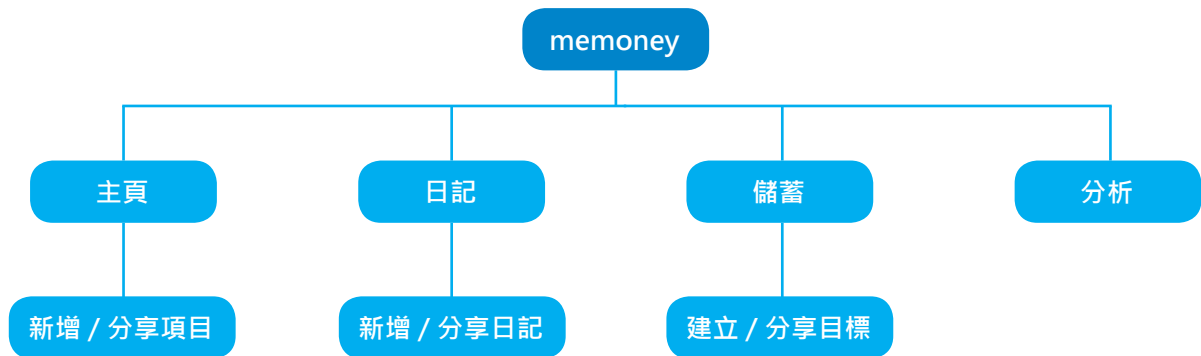 memoney
主頁
日記
儲蓄
分析
新增 / 分享項目
新增 / 分享日記
建立 / 分享目標